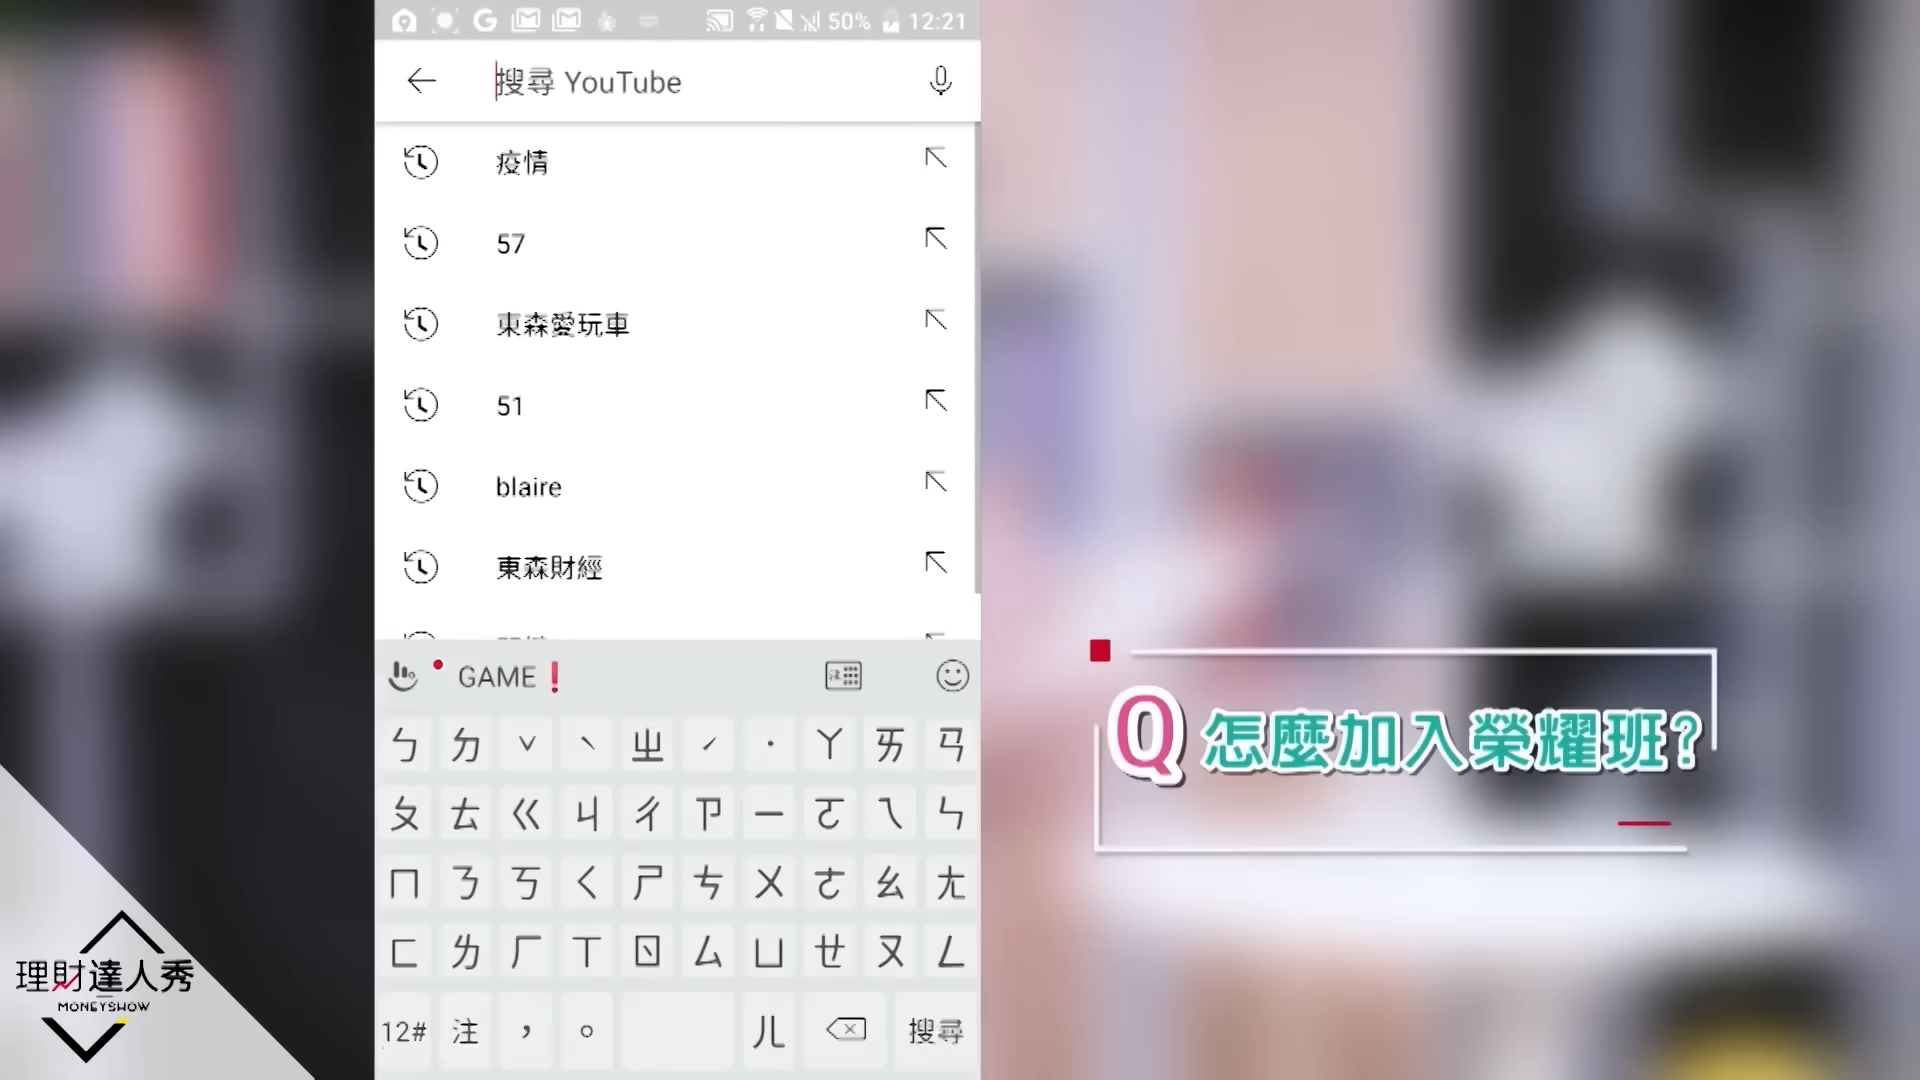 50% 12:21
搜尋 YouTube
疫情
57
東森愛玩車
51
blaire
東森財經
GAME❗
ㄅ ㄉ ˇ ˋ ㄓ ˊ ˙ ㄚ ㄞ ㄢ
ㄆ ㄊ ㄍ ㄐ ㄔ ㄗ ㄧ ㄛ ㄟ ㄣ
ㄇ ㄋ ㄎ ㄑ ㄕ ㄘ ㄨ ㄜ ㄠ ㄤ
ㄈ ㄌ ㄏ ㄒ ㄖ ㄙ ㄩ ㄝ ㄡ ㄥ
12# 注 , 。 ㄦ 搜尋
Q 怎麼加入榮耀班?
理財達人秀
MONEYSHOW